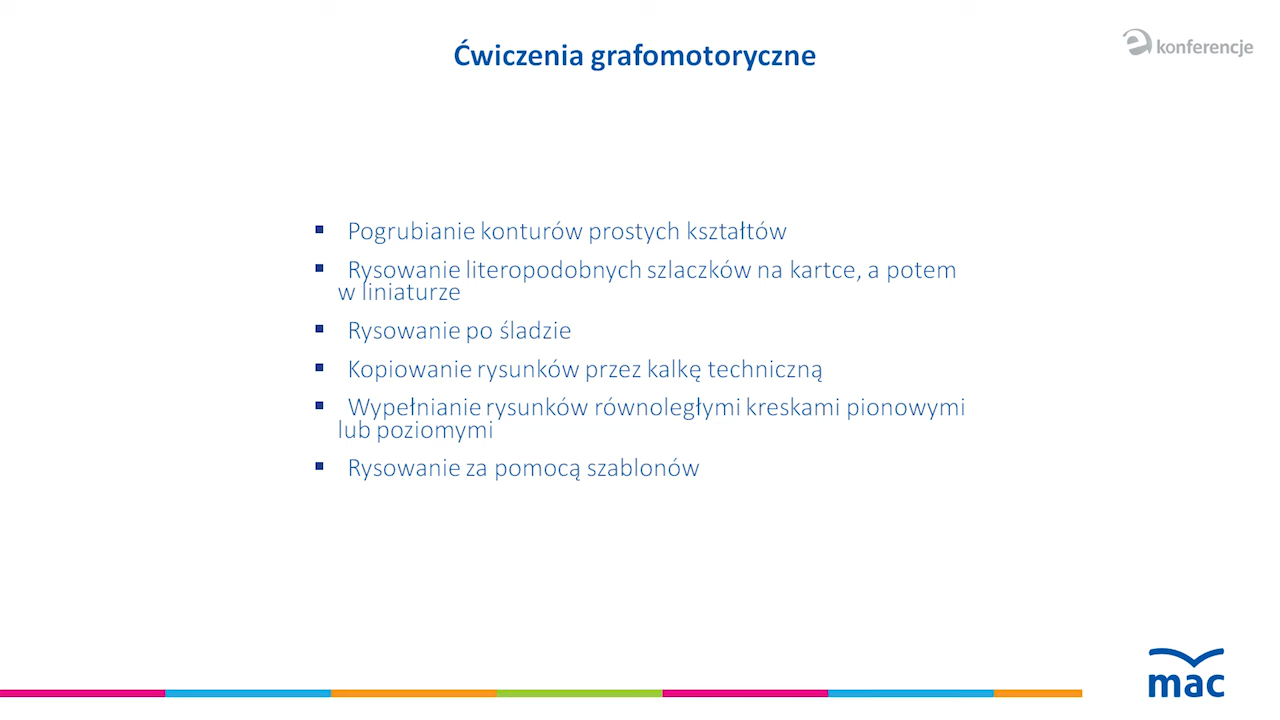 Ćwiczenia grafomotoryczne
e konferencje
▪ Pogrubianie konturów prostych kształtów
▪ Rysowanie literopodobnych szlaczków na kartce, a potem
w liniaturze
▪ Rysowanie po śladzie
▪ Kopiowanie rysunków przez kalkę techniczną
▪ Wypełnianie rysunków równoległymi kreskami pionowymi
lub poziomymi
▪ Rysowanie za pomocą szablonów
mac